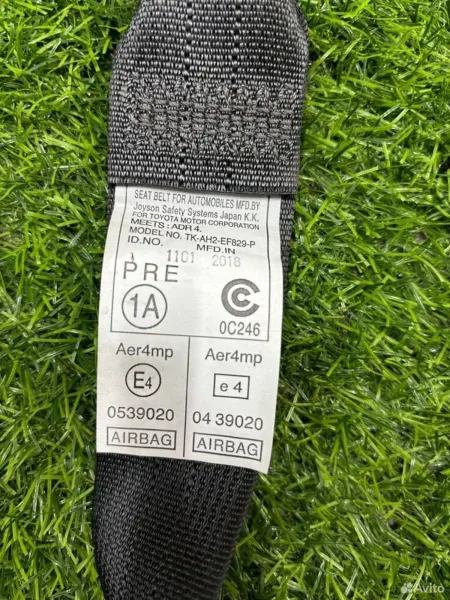 SEAT BELT FOR AUTOMOBILES MFD.BY
Joyson Safety Systems Japan K.K.
FOR TOYOTA MOTOR CORPORATION
MEETS : ADR 4.
MODEL NO. TK-AH2-EF829-P
ID.NO. MFD.IN
1101 2018
PRE
1A
CCC
0C246
Aer4mp Aer4mp
E4 e 4
0539020 04 39020
AIRBAG AIRBAG
Avito